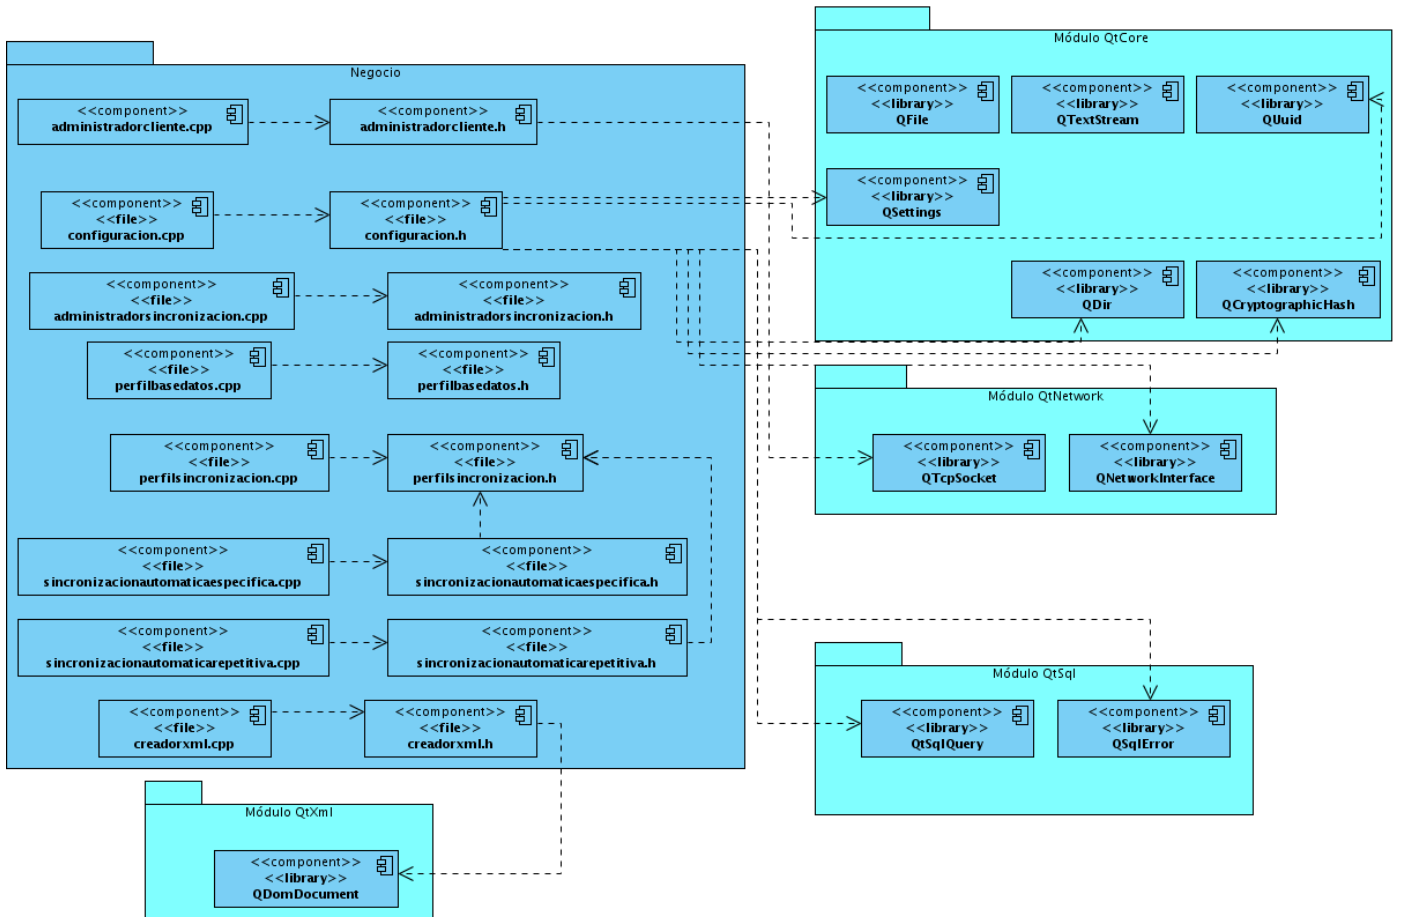 Negocio
<<component>>
administradorcliente.cpp
<<component>>
administradorcliente.h
<<component>>
<<file>>
configuracion.cpp
<<component>>
<<file>>
configuracion.h
<<component>>
<<file>>
administradorsincronizacion.cpp
<<component>>
<<file>>
administradorsincronizacion.h
<<component>>
<<file>>
perfilbasedatos.cpp
<<component>>
<<file>>
perfilbasedatos.h
<<component>>
<<file>>
perfilsincronizacion.cpp
<<component>>
<<file>>
perfilsincronizacion.h
<<component>>
<<file>>
sincronizacionautomaticaespecifica.cpp
<<component>>
<<file>>
sincronizacionautomaticaespecifica.h
<<component>>
<<file>>
sincronizacionautomaticarepetitiva.cpp
<<component>>
<<file>>
sincronizacionautomaticarepetitiva.h
<<component>>
<<file>>
creadorxml.cpp
<<component>>
<<file>>
creadorxml.h
Módulo QtCore
<<component>>
<<library>>
QFile
<<component>>
<<library>>
QTextStream
<<component>>
<<library>>
QUuid
<<component>>
<<library>>
QSettings
<<component>>
<<library>>
QDir
<<component>>
<<library>>
QCryptographicHash
Módulo QtNetwork
<<component>>
<<library>>
QTcpSocket
<<component>>
<<library>>
QNetworkInterface
Módulo QtSql
<<component>>
<<library>>
QtSqlQuery
<<component>>
<<library>>
QSqlError
Módulo QtXml
<<component>>
<<library>>
QDomDocument